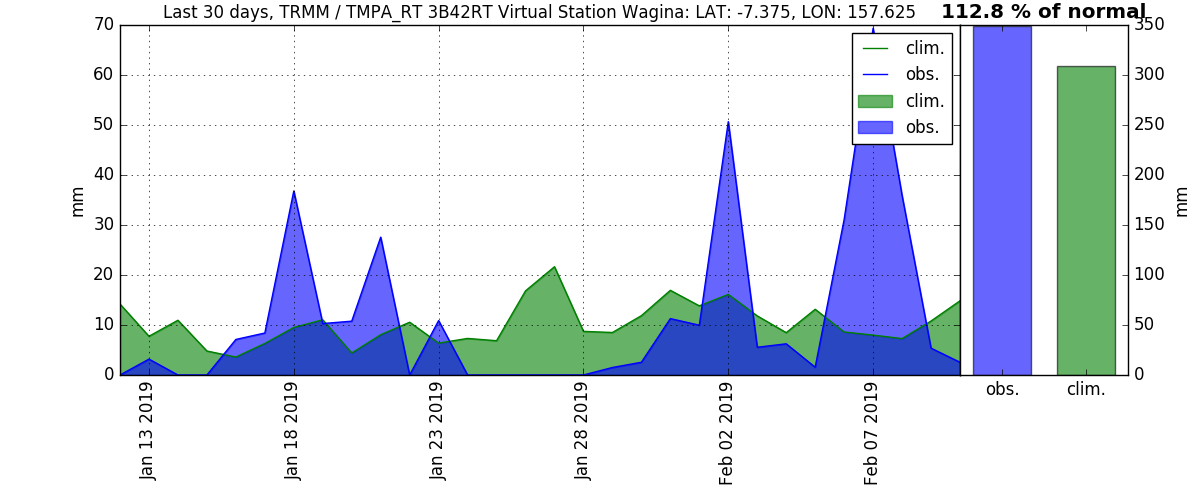 Last 30 days, TRMM / TMPA_RT 3B42RT Virtual Station Wagina: LAT: -7.375, LON: 157.625
112.8 % of normal
70
60
50
40
30
20
10
0
mm
clim.
obs.
clim.
obs.
Jan 13 2019
Jan 18 2019
Jan 23 2019
Jan 28 2019
Feb 02 2019
Feb 07 2019
350
300
250
200
150
100
50
0
mm
obs.
clim.